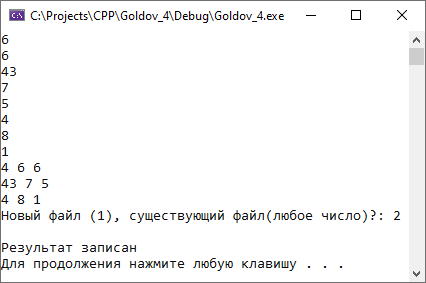 C:\Projects\CPP\Goldov_4\Debug\Goldov_4.exe
6
6
43
7
5
4
8
1
4 6 6
43 7 5
4 8 1
Новый файл (1), существующий файл(любое число)?: 2
Результат записан
Для продолжения нажмите любую клавишу . . .